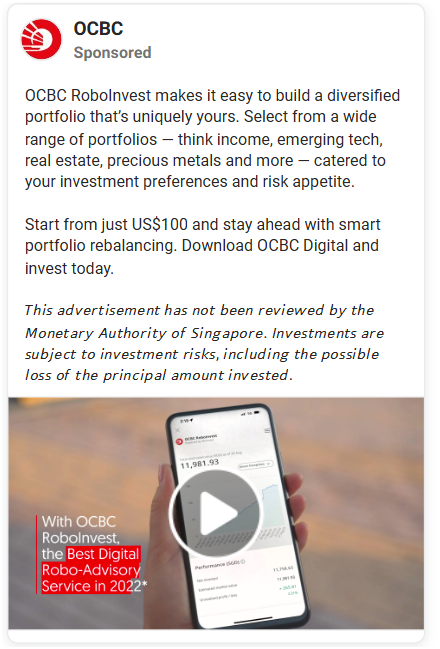 OCBC
Sponsored
OCBC RoboInvest makes it easy to build a diversified
portfolio that's uniquely yours. Select from a wide
range of portfolios — think income, emerging tech,
real estate, precious metals and more — catered to
your investment preferences and risk appetite.
Start from just US$100 and stay ahead with smart
portfolio rebalancing. Download OCBC Digital and
invest today.
This advertisement has not been reviewed by the
Monetary Authority of Singapore. Investments are
subject to investment risks, including the possible
loss of the principal amount invested.
OCBC RoboInvest
11,981.93
With OCBC
RoboInvest,
the Best Digital
Robo-Advisory
Service in 2022*
Performance (SGD)
11,981.93